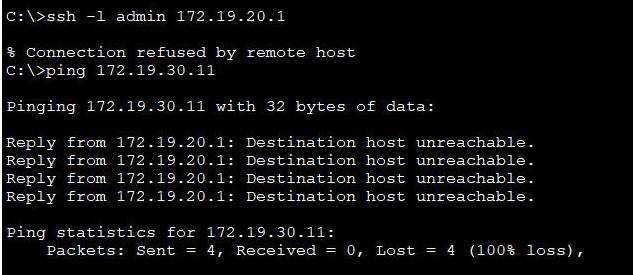 C:\>ssh -l admin 172.19.20.1
% Connection refused by remote host
C:\>ping 172.19.30.11
Pinging 172.19.30.11 with 32 bytes of data:
Reply from 172.19.20.1: Destination host unreachable.
Reply from 172.19.20.1: Destination host unreachable.
Reply from 172.19.20.1: Destination host unreachable.
Reply from 172.19.20.1: Destination host unreachable.
Ping statistics for 172.19.30.11:
Packets: Sent = 4, Received = 0, Lost = 4 (100% loss),